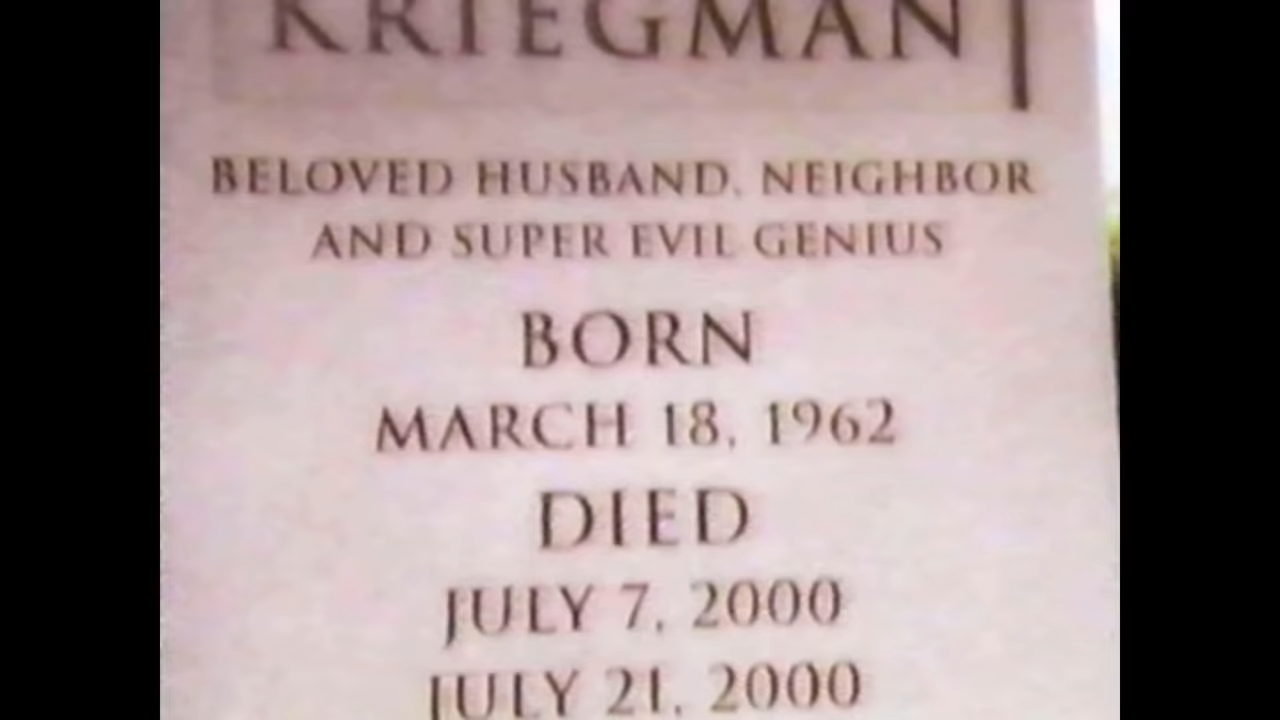 KRIEGMAN
BELOVED HUSBAND, NEIGHBOR
AND SUPER EVIL GENIUS
BORN
MARCH 18, 1962
DIED
JULY 7, 2000
JULY 21, 2000